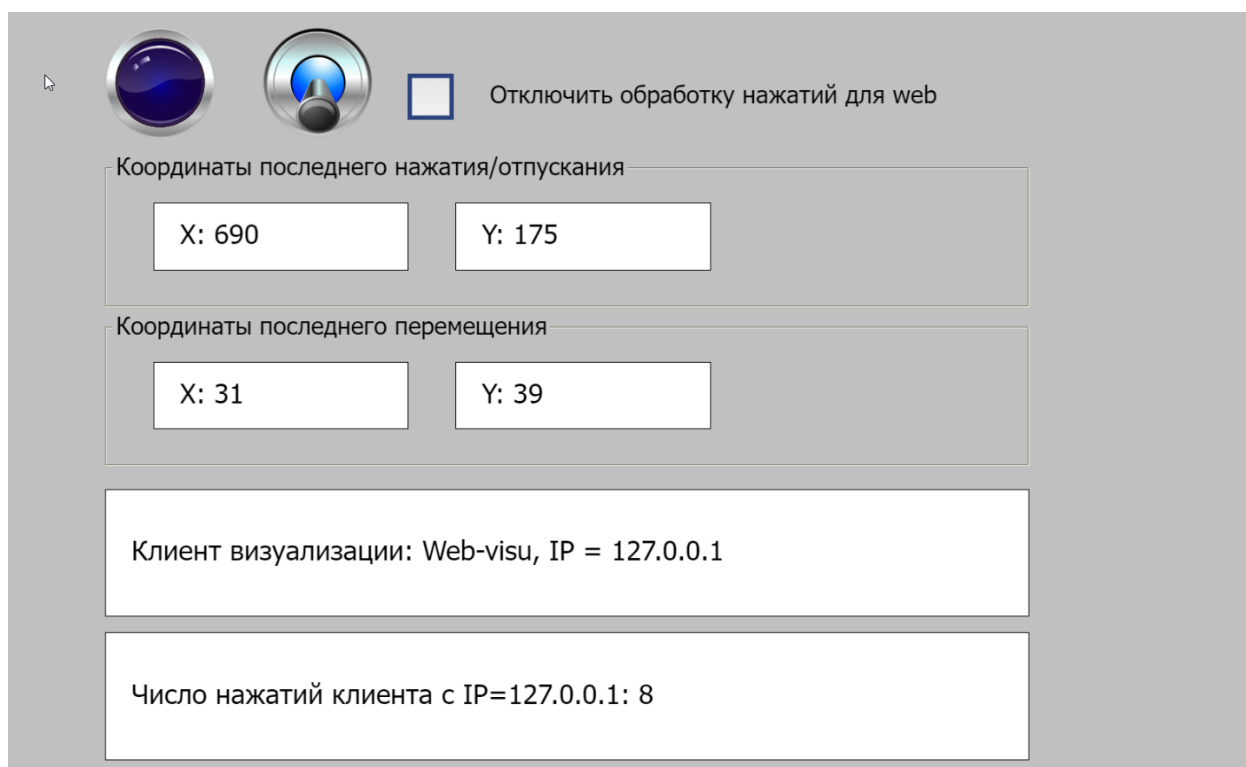 Отключить обработку нажатий для web
Координаты последнего нажатия/отпускания
X: 690
Y: 175
Координаты последнего перемещения
X: 31
Y: 39
Клиент визуализации: Web-visu, IP = 127.0.0.1
Число нажатий клиента с IP=127.0.0.1: 8